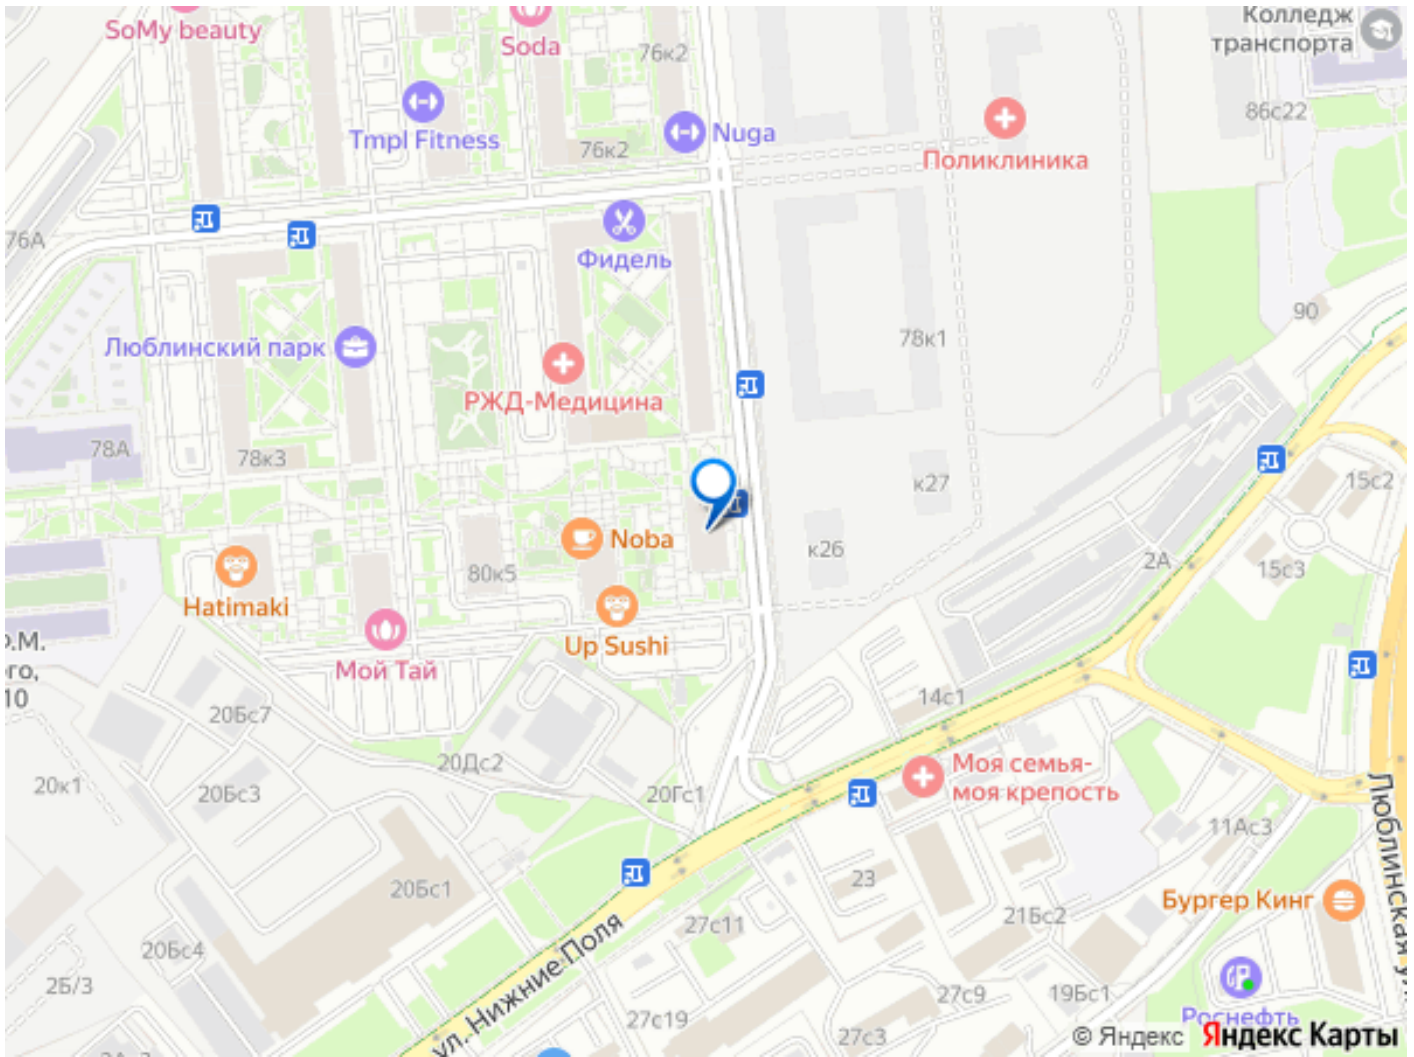 SoMy beauty
Soda
76к2
Колледж
транспорта
86с22
Tmpl Fitness
76к2
Nuga
Поликлиника
76А
Фидель
90
Люблинский парк
78к1
РЖД-Медицина
78А
78к3
к27
15с2
Noba
к26
80к5
2А
15с3
Hatimaki
Up Sushi
Мой Тай
10
14с1
20Бс7
20Дс2
Моя семья-
моя крепость
20к1
20Бс3
20Гс1
Люблинская ул.
11Ас3
23
20Бс1
Бургер Кинг
21Бс2
27с11
20Бс4
ул. Нижние Поля
2Б/3
27с9
19Бс1
Роснефть
27с19
27с3
© Яндекс Яндекс Карты